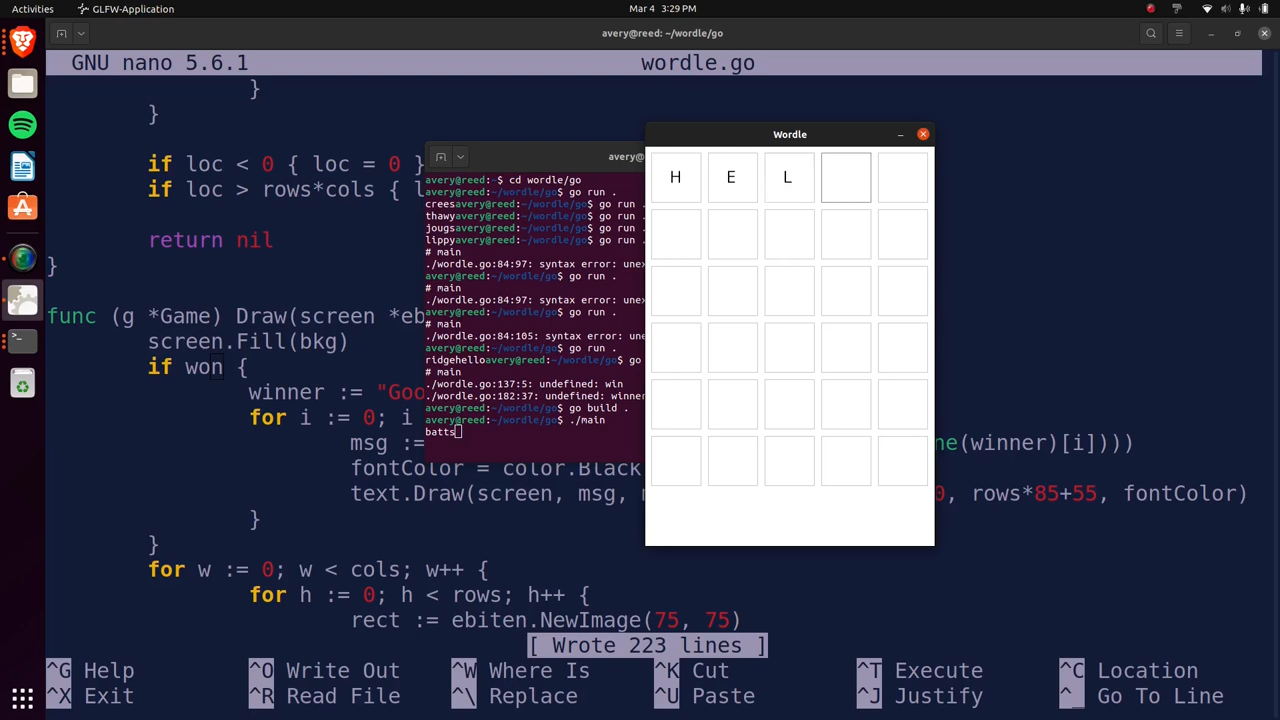 Activities
GLFW-Application
Mar 4  3:29 PM
avery@reed: ~/wordle/go
GNU nano 5.6.1
wordle.go
}
}
if loc < 0 { loc = 0 }
if loc > rows*cols { l
return nil
}
func (g *Game) Draw(screen *eb
screen.Fill(bkg)
if won {
winner := "Goo
for i := 0; i
msg :=
ne(winner)[i])))
fontColor = color.Black
text.Draw(screen, msg,
0, rows*85+55, fontColor)
}
}
for w := 0; w < cols; w++ {
for h := 0; h < rows; h++ {
rect := ebiten.NewImage(75, 75)
[ Wrote 223 lines ]
^G Help
^O Write Out
^W Where Is
^K Cut
^T Execute
^C Location
^X Exit
^R Read File
^\ Replace
^U Paste
^J Justify
^_ Go To Line
avery@
avery@reed:~$ cd wordle/go
avery@reed:~/wordle/go$ go run .
creesavery@reed:~/wordle/go$ go run .
thawyavery@reed:~/wordle/go$ go run .
jougsavery@reed:~/wordle/go$ go run .
lippyavery@reed:~/wordle/go$ go run .
# main
./wordle.go:84:97: syntax error: unex
avery@reed:~/wordle/go$ go run .
# main
./wordle.go:84:97: syntax error: unex
avery@reed:~/wordle/go$ go run .
# main
./wordle.go:84:105: syntax error: une
avery@reed:~/wordle/go$ go run .
ridgehelloavery@reed:~/wordle/go$ go
# main
./wordle.go:137:5: undefined: win
./wordle.go:182:37: undefined: winner
avery@reed:~/wordle/go$ go build .
avery@reed:~/wordle/go$ ./main
batts
Wordle
H E L